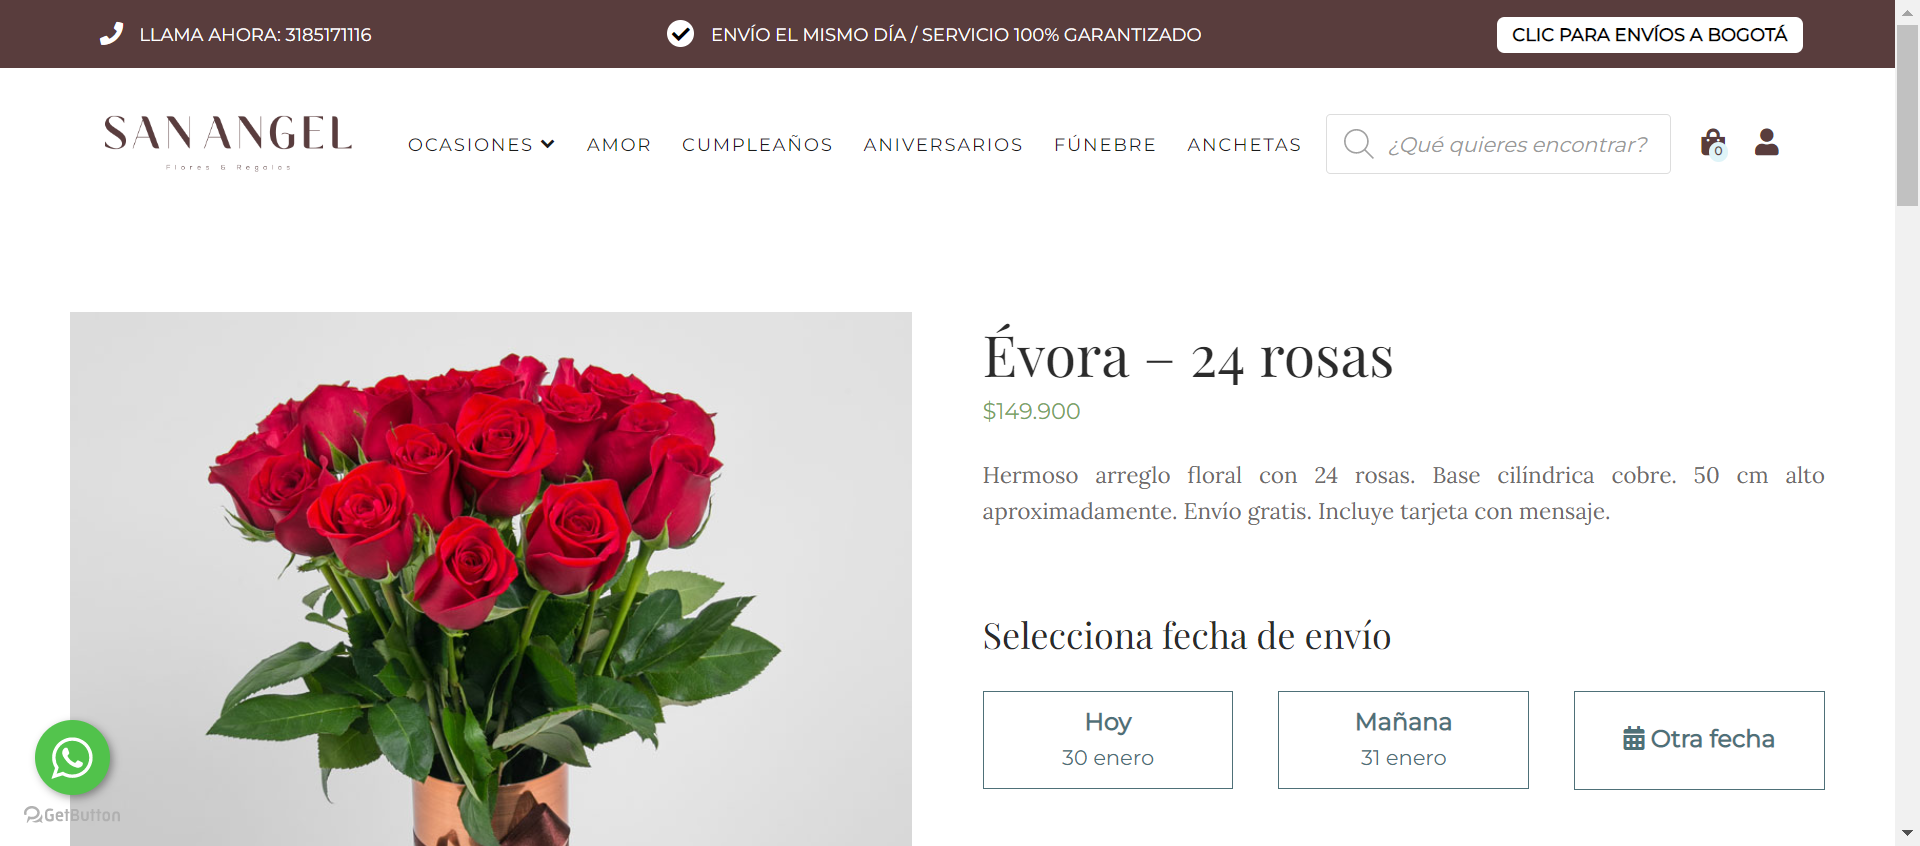 LLAMA AHORA: 3185171116
ENVÍO EL MISMO DÍA / SERVICIO 100% GARANTIZADO
CLIC PARA ENVÍOS A BOGOTÁ
SAN ANGEL
Flores & Regalos
OCASIONES
AMOR
CUMPLEAÑOS
ANIVERSARIOS
FÚNEBRE
ANCHETAS
¿Qué quieres encontrar?
0
Évora – 24 rosas
$149.900
Hermoso arreglo floral con 24 rosas. Base cilíndrica cobre. 50 cm alto
aproximadamente. Envío gratis. Incluye tarjeta con mensaje.
Selecciona fecha de envío
Hoy
30 enero
Mañana
31 enero
Otra fecha
GetButton